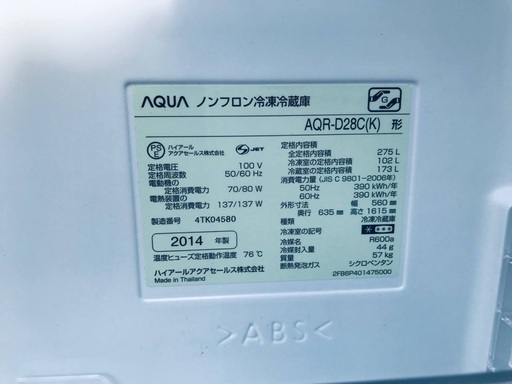 AQUA ノンフロン冷凍冷蔵庫
AQR-D28C(K) 形
PS E ハイアール アクアセールス株式会社 JET
定格電圧 100 V
定格周波数 50/60 Hz
電動機の
定格消費電力 70/80 W
電熱装置の
定格消費電力 137/137 W
製造番号 4TK04580
2014 年製
温度ヒューズ定格動作温度 76℃
ハイアールアクアセールス株式会社
Made in Thailand
定格内容積
全定格内容積 275 L
冷凍室の定格内容積 102 L
冷蔵室の定格内容積 173 L
消費電力量(JIS C 9801-2006年)
50Hz 390 kWh/年
60Hz 390 kWh/年
外形寸法 幅 560 mm
奥行 635 mm 高さ 1615 mm
種類 冷凍冷蔵庫
冷凍室の記号
冷媒名 R600a
冷媒封入量 44 g
質量 57 kg
断熱発泡ガス シクロペンタン
2FB6P401475000
>ABS<